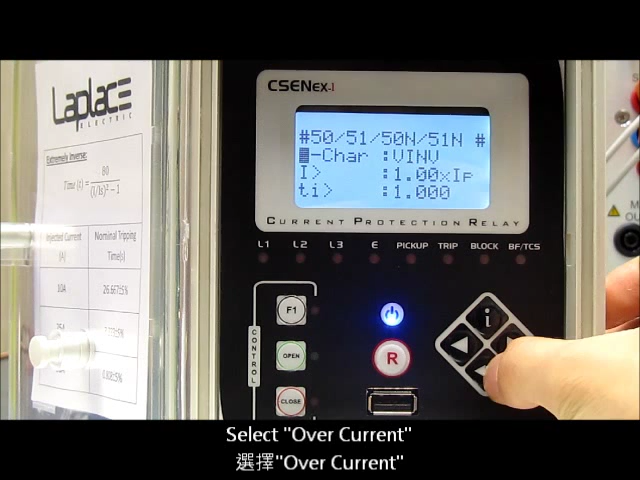 LaplacE
ELECTRIC
Extremely Inverse:
Time (t) = 80
(I/Is)² − 1
Injected Current
(A)
Nominal Tripping
Time(s)
10A
26.667±5%
CSENEX-I
#50/51/50N/51N #
-Char :VINV
I> :1.00xIp
ti> :1.000
CURRENT PROTECTION RELAY
L1 L2 L3 E PICKUP TRIP BLOCK BF/TCS
CONTROL
F1
OPEN
CLOSE
R
i
Select "Over Current"
選擇"Over Current"